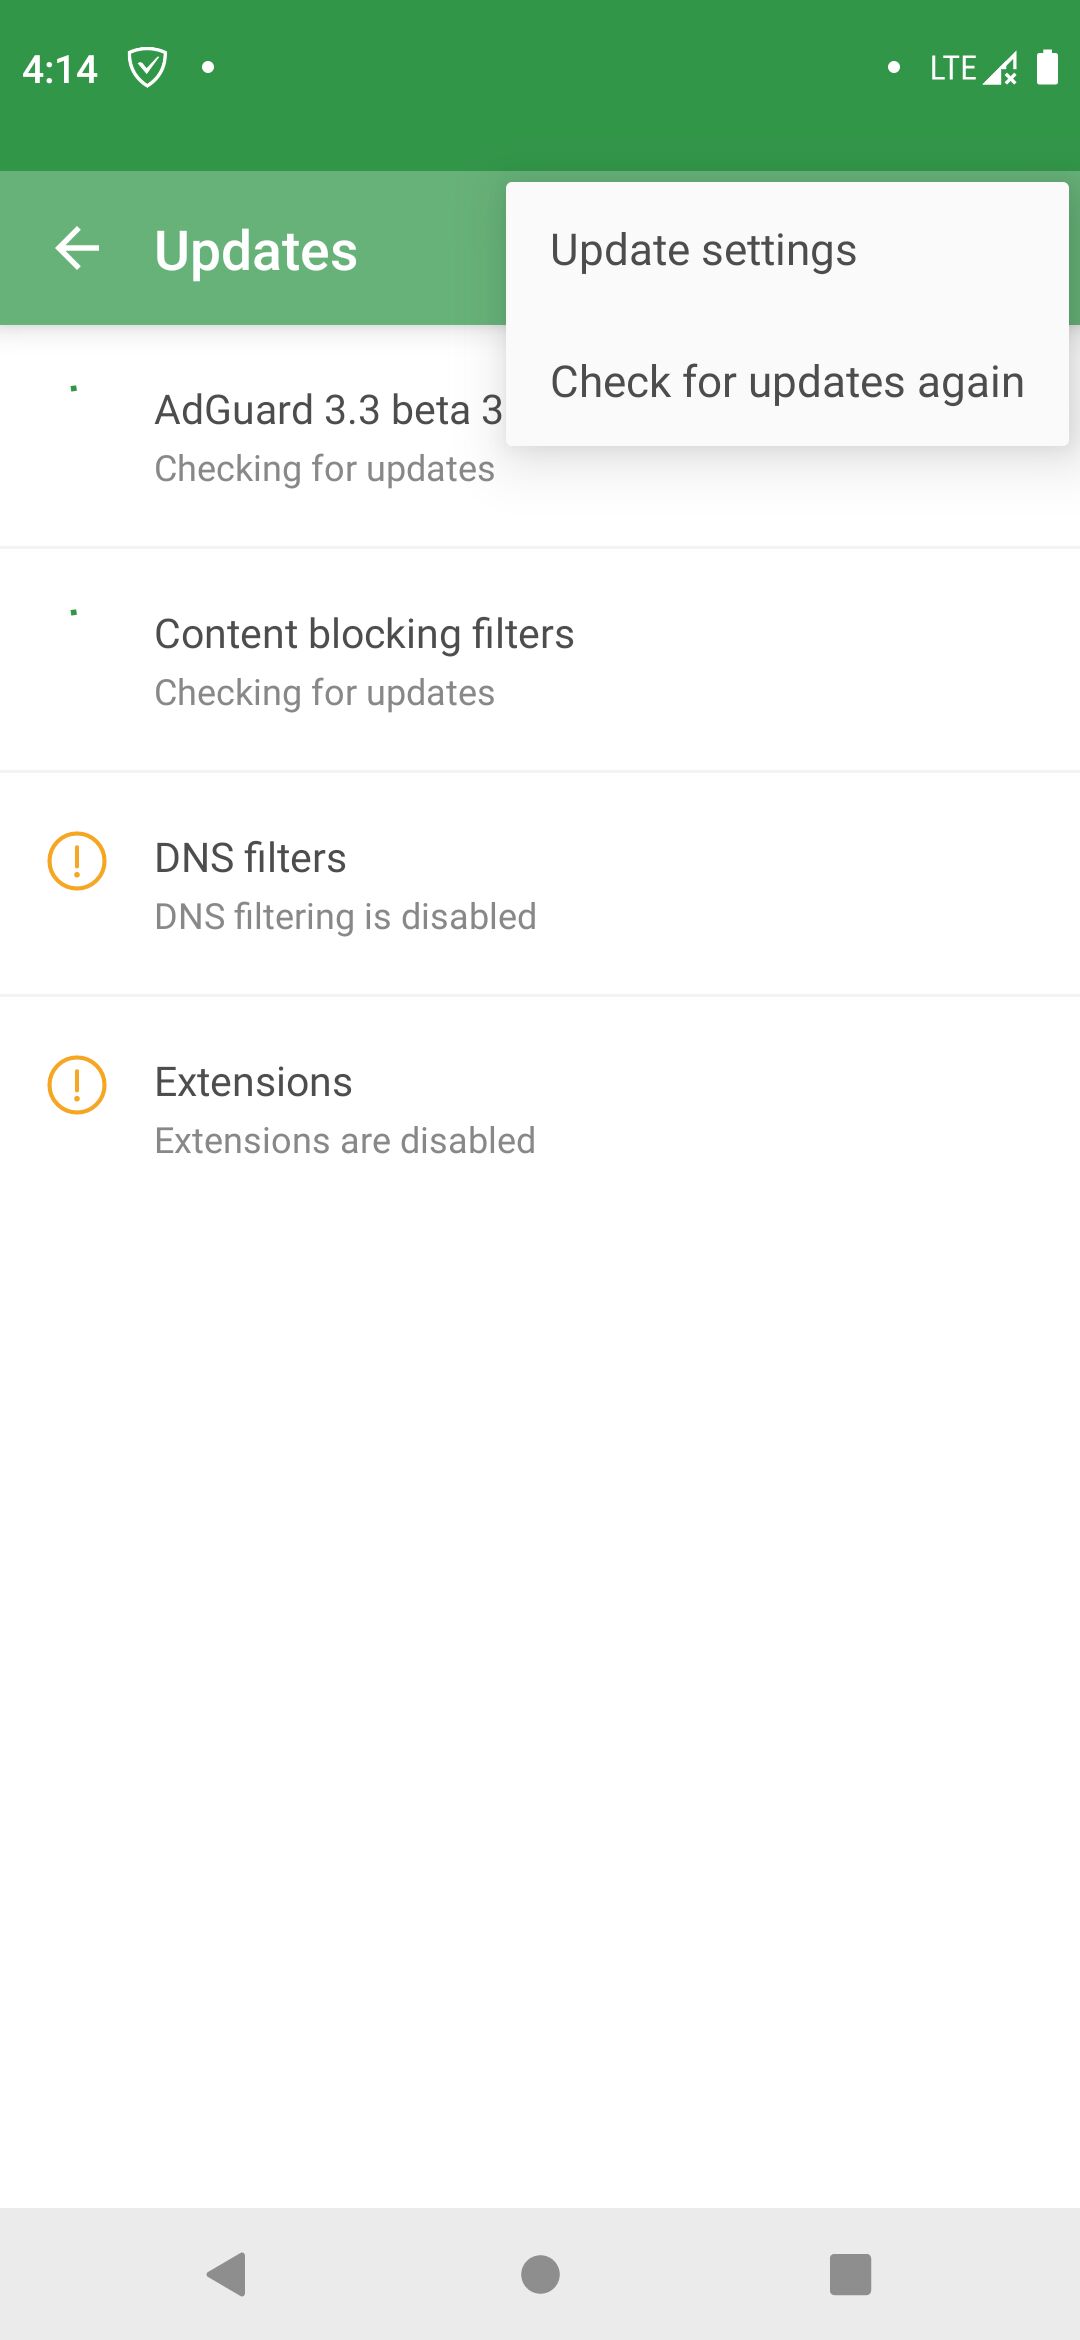 4:14
LTE
Updates
Update settings
Check for updates again
AdGuard 3.3 beta 3
Checking for updates
Content blocking filters
Checking for updates
DNS filters
DNS filtering is disabled
Extensions
Extensions are disabled